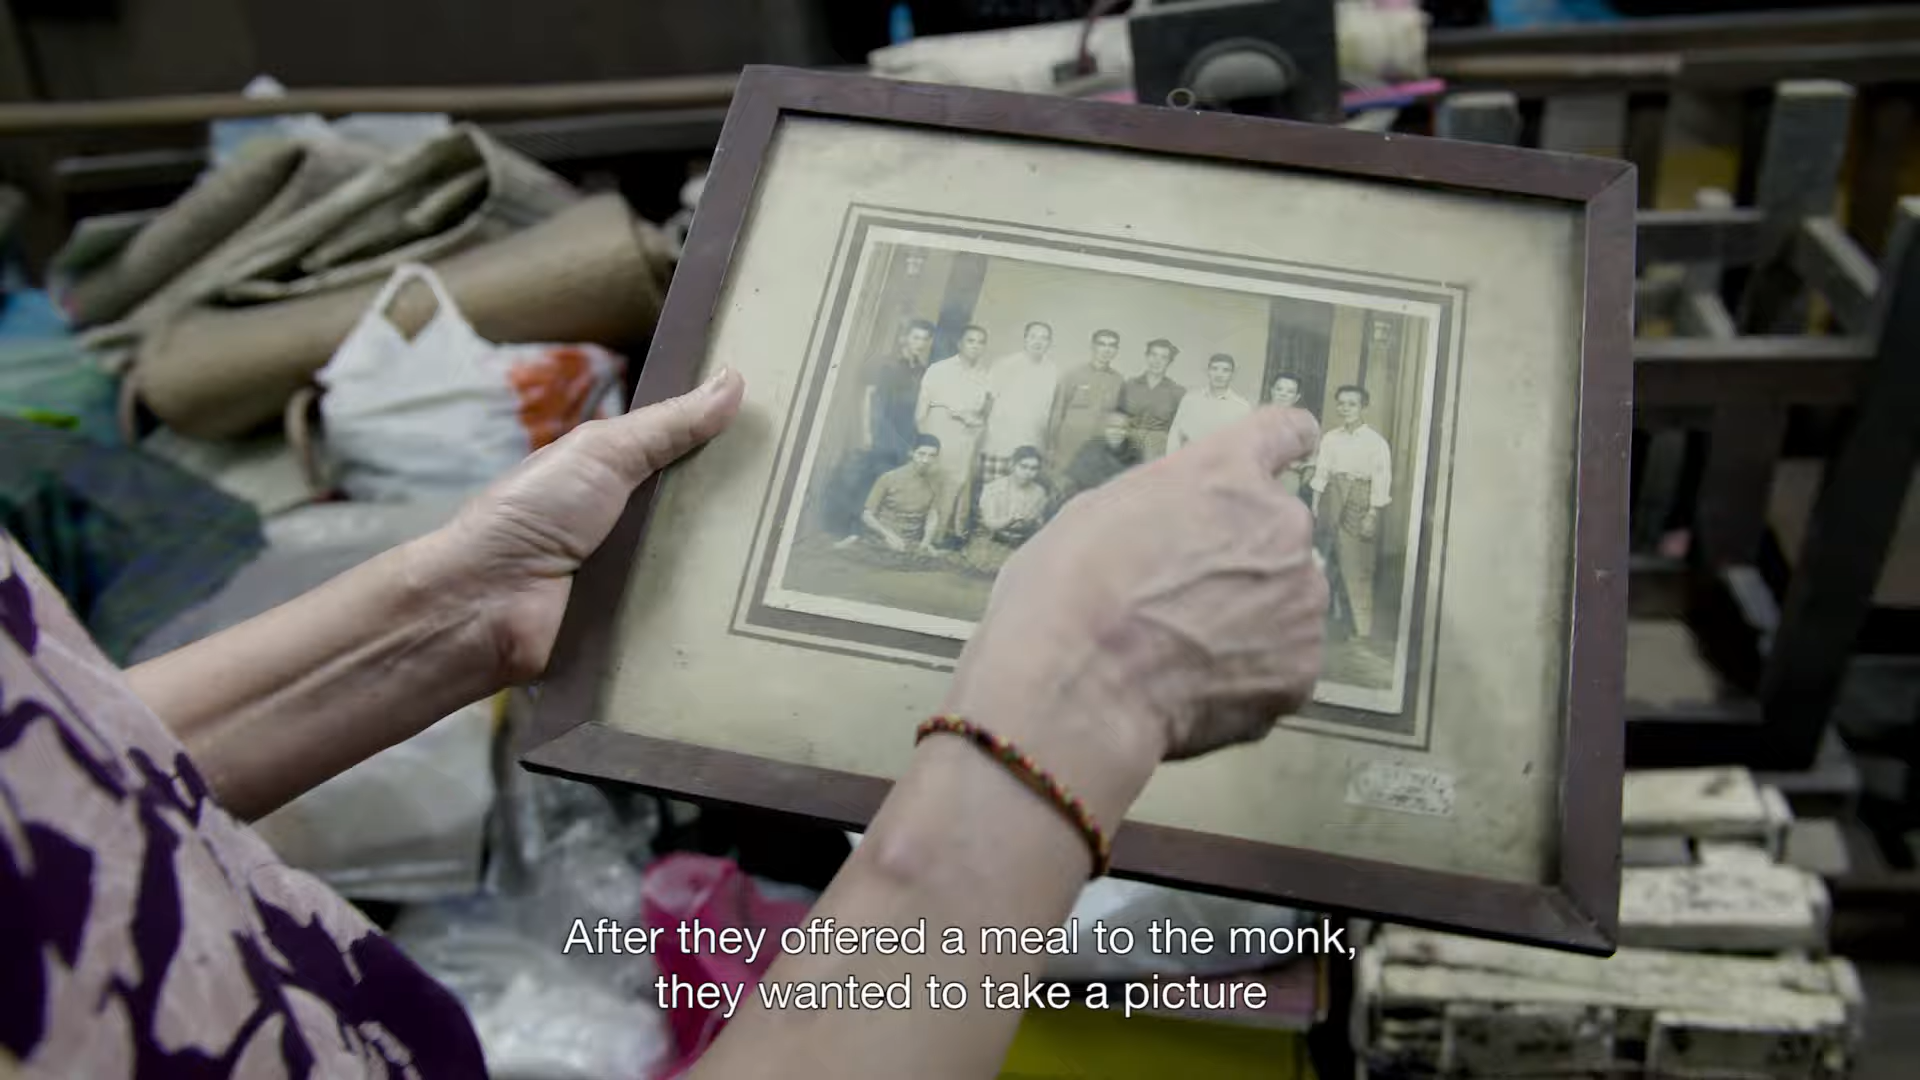 After they offered a meal to the monk,
they wanted to take a picture